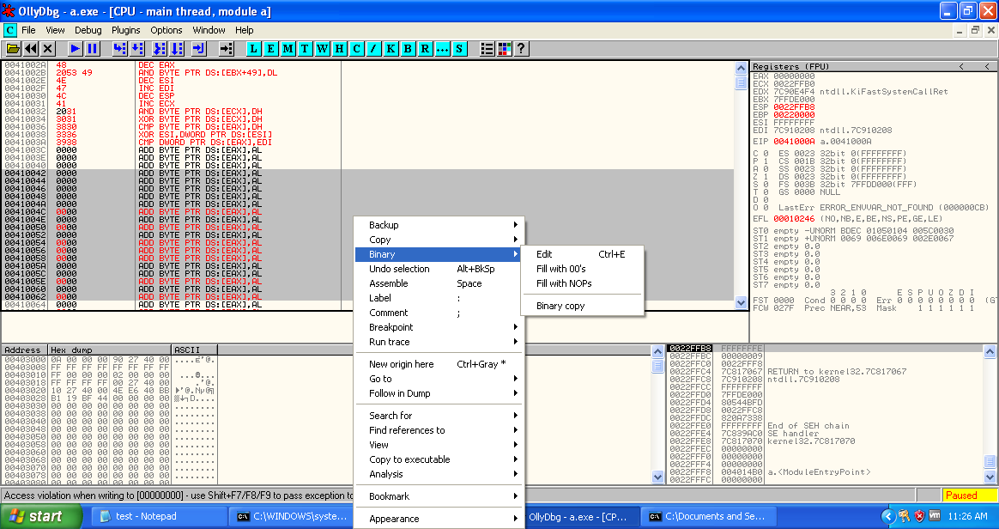 OllyDbg - a.exe - [CPU - main thread, module a]
C File View Debug Plugins Options Window Help
L E M T W H C / K B R ... S ?
0041002A 48 DEC EAX
0041002B 2053 49 AND BYTE PTR DS:[EBX+49],DL
0041002E 4E DEC ESI
0041002F 47 INC EDI
00410030 4C DEC ESP
00410031 41 INC ECX
00410032 2031 AND BYTE PTR DS:[ECX],DH
00410034 3031 XOR BYTE PTR DS:[ECX],DH
00410036 3830 CMP BYTE PTR DS:[EAX],DH
00410038 3336 XOR ESI,DWORD PTR DS:[ESI]
0041003A 3938 CMP DWORD PTR DS:[EAX],EDI
0041003C 0000 ADD BYTE PTR DS:[EAX],AL
0041003E 0000 ADD BYTE PTR DS:[EAX],AL
00410040 0000 ADD BYTE PTR DS:[EAX],AL
00410042 0000 ADD BYTE PTR DS:[EAX],AL
00410044 0000 ADD BYTE PTR DS:[EAX],AL
00410046 0000 ADD BYTE PTR DS:[EAX],AL
00410048 0000 ADD BYTE PTR DS:[EAX],AL
0041004A 0000 ADD BYTE PTR DS:[EAX],AL
0041004C 0000 ADD BYTE PTR DS:[EAX],AL
0041004E 0000 ADD BYTE PTR DS:[EAX],AL
00410050 0000 ADD BYTE PTR DS:[EAX],AL
00410052 0000 ADD BYTE PTR DS:[EAX],AL
00410054 0000 ADD BYTE PTR DS:[EAX],AL
00410056 0000 ADD BYTE PTR DS:[EAX],AL
00410058 0000 ADD BYTE PTR DS:[EAX],AL
0041005A 0000 ADD BYTE PTR DS:[EAX],AL
0041005C 0000 ADD BYTE PTR DS:[EAX],AL
0041005E 0000 ADD BYTE PTR DS:[EAX],AL
00410060 0000 ADD BYTE PTR DS:[EAX],AL
00410062 0000 ADD BYTE PTR DS:[EAX],AL
00410064 0000 ADD BYTE PTR DS:[EAX],AL
Registers (FPU) < <
EAX 00000000
ECX 0022FFB0
EDX 7C90E4F4 ntdll.KiFastSystemCallRet
EBX 7FFDE000
ESP 0022FFB8
EBP 00220000
ESI FFFFFFFF
EDI 7C910208 ntdll.7C910208
EIP 0041000A a.0041000A
C 0 ES 0023 32bit 0(FFFFFFFF)
P 1 CS 001B 32bit 0(FFFFFFFF)
A 0 SS 0023 32bit 0(FFFFFFFF)
Z 1 DS 0023 32bit 0(FFFFFFFF)
S 0 FS 003B 32bit 7FFDD000(FFF)
T 0 GS 0000 NULL
D 0
O 0 LastErr ERROR_ENVVAR_NOT_FOUND (000000CB)
EFL 00010246 (NO,NB,E,BE,NS,PE,GE,LE)
ST0 empty -UNORM BDEC 01050104 005C0030
ST1 empty +UNORM 0069 006E0069 002E0067
ST2 empty 0.0
ST3 empty 0.0
ST4 empty 0.0
ST5 empty 0.0
ST6 empty 0.0
ST7 empty 0.0
3 2 1 0 E S P U O Z D I
FST 0000 Cond 0 0 0 0 Err 0 0 0 0 0 0 0 0 (GT
FCW 027F Prec NEAR,53 Mask 1 1 1 1 1 1
Backup
Copy
Binary
Undo selection Alt+BkSp
Assemble Space
Label :
Comment ;
Breakpoint
Run trace
New origin here Ctrl+Gray *
Go to
Follow in Dump
Search for
Find references to
View
Copy to executable
Analysis
Bookmark
Appearance
Edit Ctrl+E
Fill with 00's
Fill with NOPs
Binary copy
Address Hex dump ASCII
00403000 0A 00 00 00 90 27 40 00
00403008 FF FF FF FF FF FF FF FF
00403010 FF 00 00 00 02 00 00 00
00403018 FF FF FF FF 00 27 40 00
00403020 10 27 40 00 4E E6 40 BB
00403028 B1 19 BF 44 00 00 00 00
00403030 00 00 00 00 00 00 00 00
00403038 00 00 00 00 00 00 00 00
00403040 00 00 00 00 00 00 00 00
00403048 00 00 00 00 00 00 00 00
00403050 00 00 00 00 00 00 00 00
00403058 00 00 00 00 00 00 00 00
00403060 00 00 00 00 00 00 00 00
00403068 00 00 00 00 00 00 00 00
00403070 00 00 00 00 00 00 00 00
00403078 00 00 00 00 00 00 00 00
0022FFB8 FFFFFFFE
0022FFBC 00000009
0022FFC0 0022FFF8
0022FFC4 7C817067 RETURN to kernel32.7C817067
0022FFC8 7C910208 ntdll.7C910208
0022FFCC FFFFFFFF
0022FFD0 7FFDE000
0022FFD4 80544BFD
0022FFD8 0022FFC8
0022FFDC 820A7338
0022FFE0 FFFFFFFF End of SEH chain
0022FFE4 7C839AC0 SE handler
0022FFE8 7C817070 kernel32.7C817070
0022FFEC 00000000
0022FFF0 00000000
0022FFF4 00000000
0022FFF8 004014B0 a.<ModuleEntryPoint>
Access violation when writing to [00000000] - use Shift+F7/F8/F9 to pass exception to
Paused
start test - Notepad C:\WINDOWS\syste... OllyDbg - a.exe - [CP... C:\Documents and Se... 11:26 AM